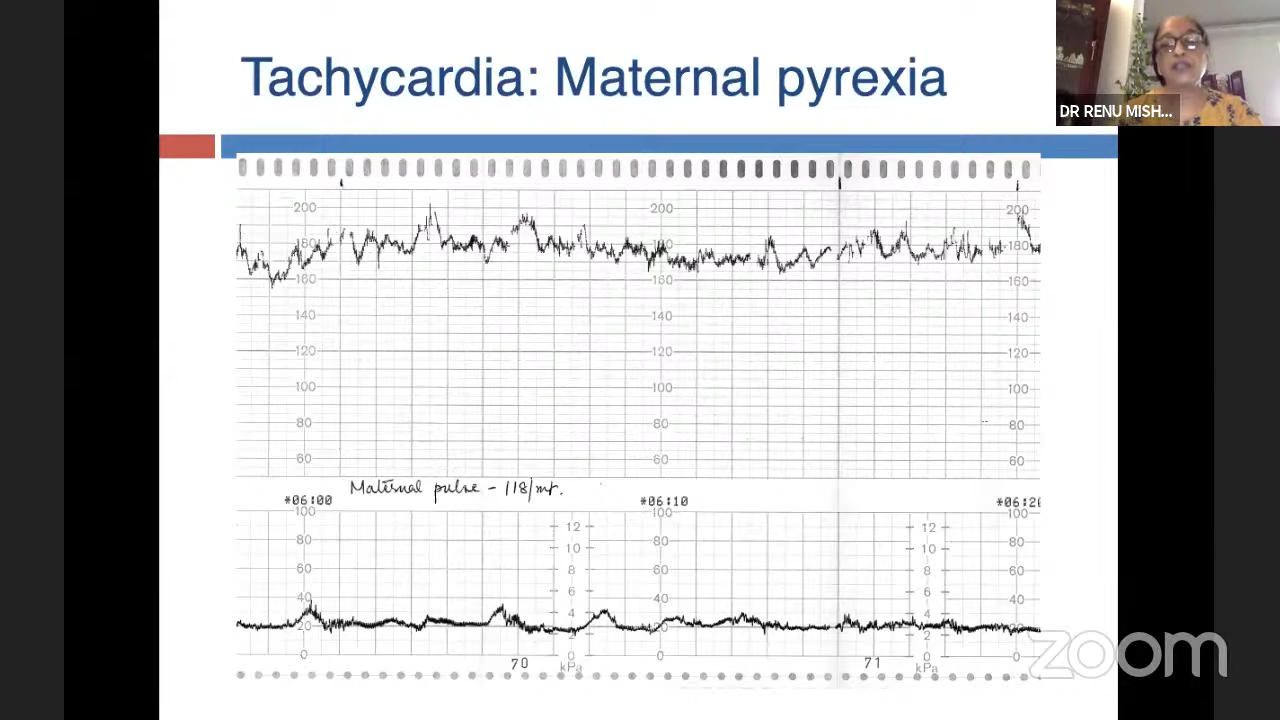 Tachycardia: Maternal pyrexia
DR RENU MISH...
200 200 200
180 180 180
160 160 160
140 140 140
120 120 120
100 100 100
80 80 80
60 60 60
Maternal pulse - 118/mt.
*06:00 *06:10 *06:20
100 100 100
12 12
80 80 80
10 10
60 8 60 8 60
6 6
40 4 40 4 40
20 2 20 2 20
0 0 0 0 0
70 kPa 71 kPa
zoom